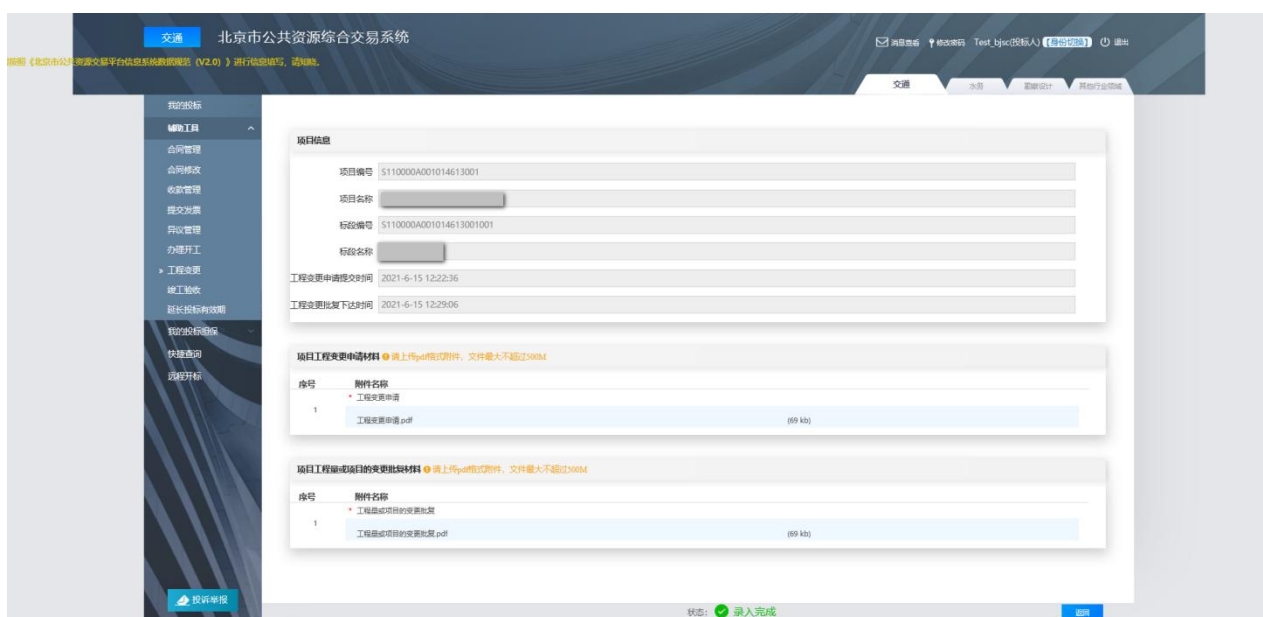 交通
北京市公共资源综合交易系统
消息查看 修改密码 Test_bjsc(投标人)【身份切换】 退出
按照《北京市公共资源交易平台信息系统数据规范（V2.0）》进行信息填写，请知晓。
交通 水务 勘察设计 其他行业领域
我的投标
辅助工具
合同管理
合同修改
收款管理
提交发票
异议管理
办理开工
» 工程变更
竣工验收
延长投标有效期
我的投标担保
快捷查询
远程开标
投诉举报
项目信息
项目编号 S110000A001014613001
项目名称
标段编号 S110000A001014613001001
标段名称
工程变更申请提交时间 2021-6-15 12:22:36
工程变更批复下达时间 2021-6-15 12:29:06
项目工程变更申请材料 请上传pdf格式附件，文件最大不超过500M
序号 附件名称
* 工程变更申请
1
工程变更申请.pdf (69 kb)
项目工程量或项目的变更批复材料 请上传pdf格式附件，文件最大不超过500M
序号 附件名称
* 工程量或项目的变更批复
1
工程量或项目的变更批复.pdf (69 kb)
状态： 录入完成
返回